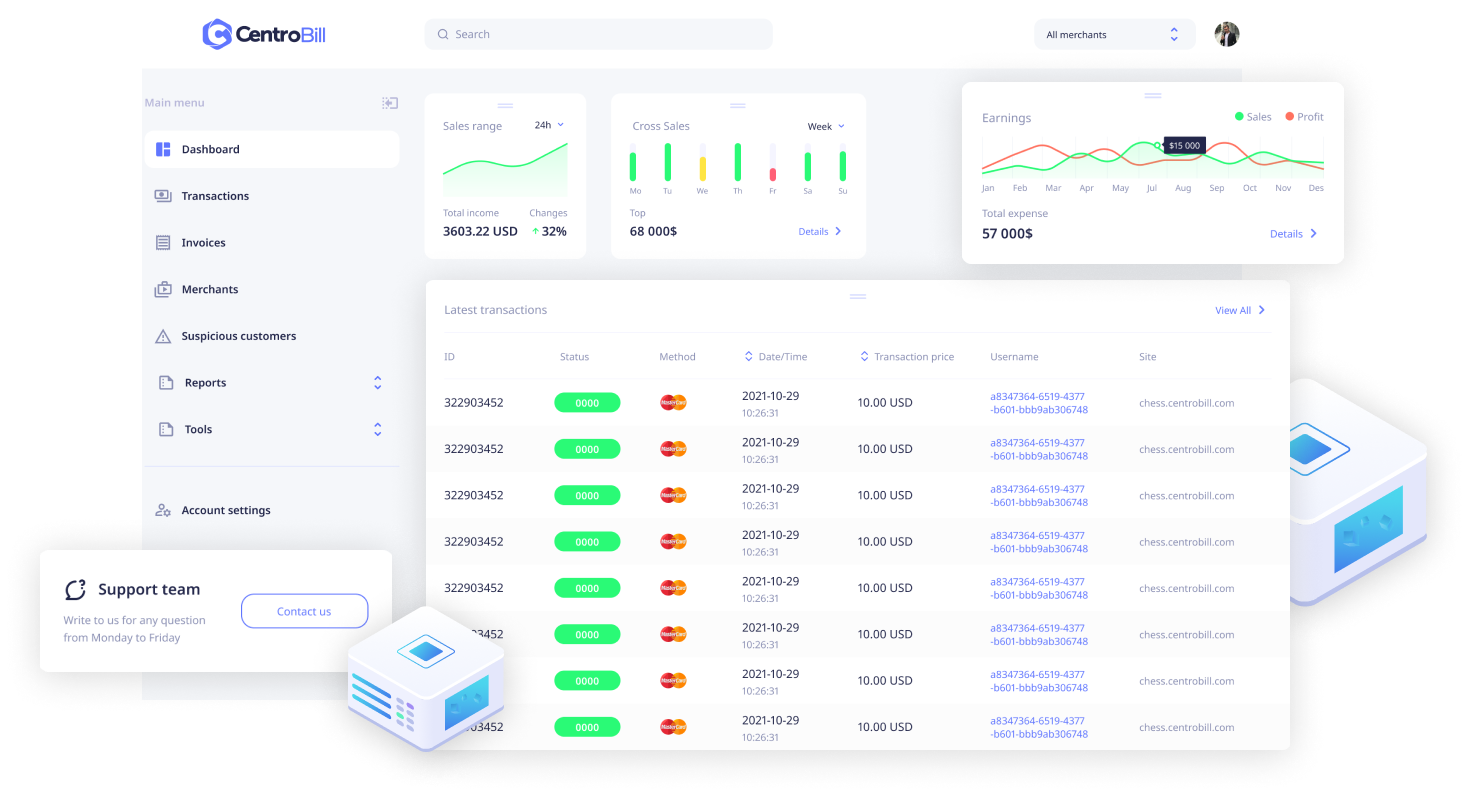 CentroBill
Search
All merchants
Main menu
Dashboard
Transactions
Invoices
Merchants
Suspicious customers
Reports
Tools
Account settings
Support team
Write to us for any question
from Monday to Friday
Contact us
Sales range
24h
Total income
Changes
3603.22 USD
32%
Cross Sales
Week
Mo Tu We Th Fr Sa Su
Top
68 000$
Details
Earnings
Sales
Profit
$15 000
Jan Feb Mar Apr May Jul Aug Sep Oct Nov Des
Total expense
57 000$
Details
Latest transactions
View All
ID Status Method Date/Time Transaction price Username Site
322903452 0000 MasterCard 2021-10-29 10.00 USD a8347364-6519-4377 chess.centrobill.com
10:26:31 -b601-bbb9ab306748
322903452 0000 MasterCard 2021-10-29 10.00 USD a8347364-6519-4377 chess.centrobill.com
10:26:31 -b601-bbb9ab306748
322903452 0000 MasterCard 2021-10-29 10.00 USD a8347364-6519-4377 chess.centrobill.com
10:26:31 -b601-bbb9ab306748
322903452 0000 MasterCard 2021-10-29 10.00 USD a8347364-6519-4377 chess.centrobill.com
10:26:31 -b601-bbb9ab306748
322903452 0000 MasterCard 2021-10-29 10.00 USD a8347364-6519-4377 chess.centrobill.com
10:26:31 -b601-bbb9ab306748
3452 0000 MasterCard 2021-10-29 10.00 USD a8347364-6519-4377 chess.centrobill.com
10:26:31 -b601-bbb9ab306748
0000 MasterCard 2021-10-29 10.00 USD a8347364-6519-4377 chess.centrobill.com
10:26:31 -b601-bbb9ab306748
03452 0000 MasterCard 2021-10-29 10.00 USD a8347364-6519-4377 chess.centrobill.com
10:26:31 -b601-bbb9ab306748